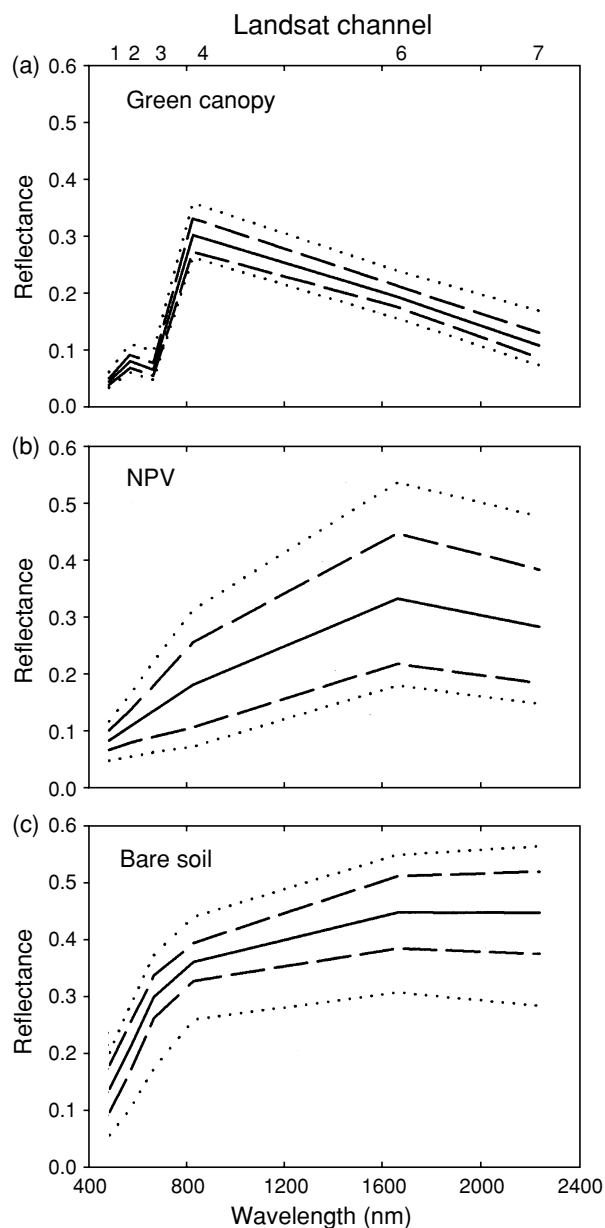 Landsat channel
1 2 3 4 6 7
(a)
0.6
Green canopy
0.5
0.4
0.3
0.2
0.1
0.0
Reflectance
(b)
0.6
NPV
0.5
0.4
0.3
0.2
0.1
0.0
Reflectance
(c)
0.6
Bare soil
0.5
0.4
0.3
0.2
0.1
0.0
Reflectance
400 800 1200 1600 2000 2400
Wavelength (nm)